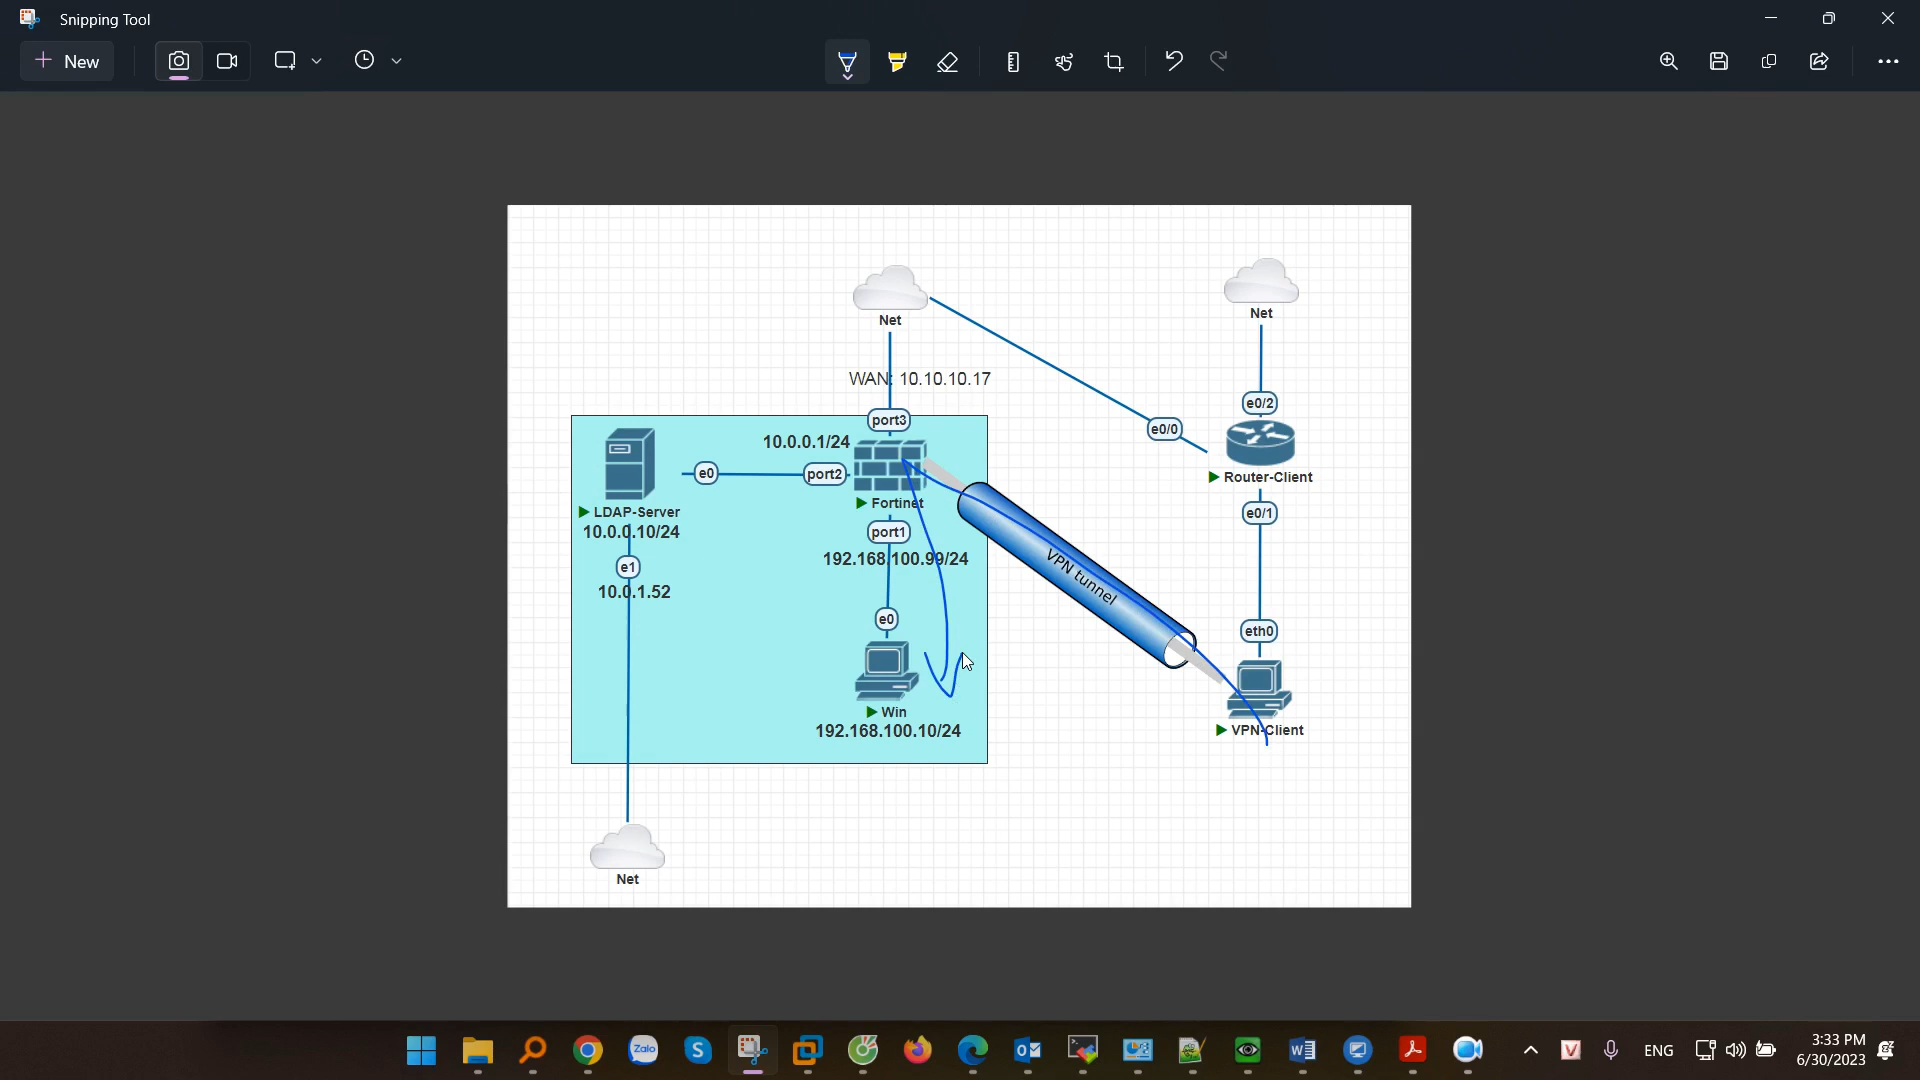 Snipping Tool
New
Net
Net
WAN: 10.10.10.17
e0/2
port3
e0/0
10.0.0.1/24
e0
port2
Router-Client
Fortinet
LDAP-Server
e0/1
10.0.0.10/24
port1
192.168.100.99/24
VPN tunnel
e1
10.0.1.52
e0
eth0
Win
192.168.100.10/24
VPN-Client
Net
Zalo
ENG
3:33 PM
6/30/2023